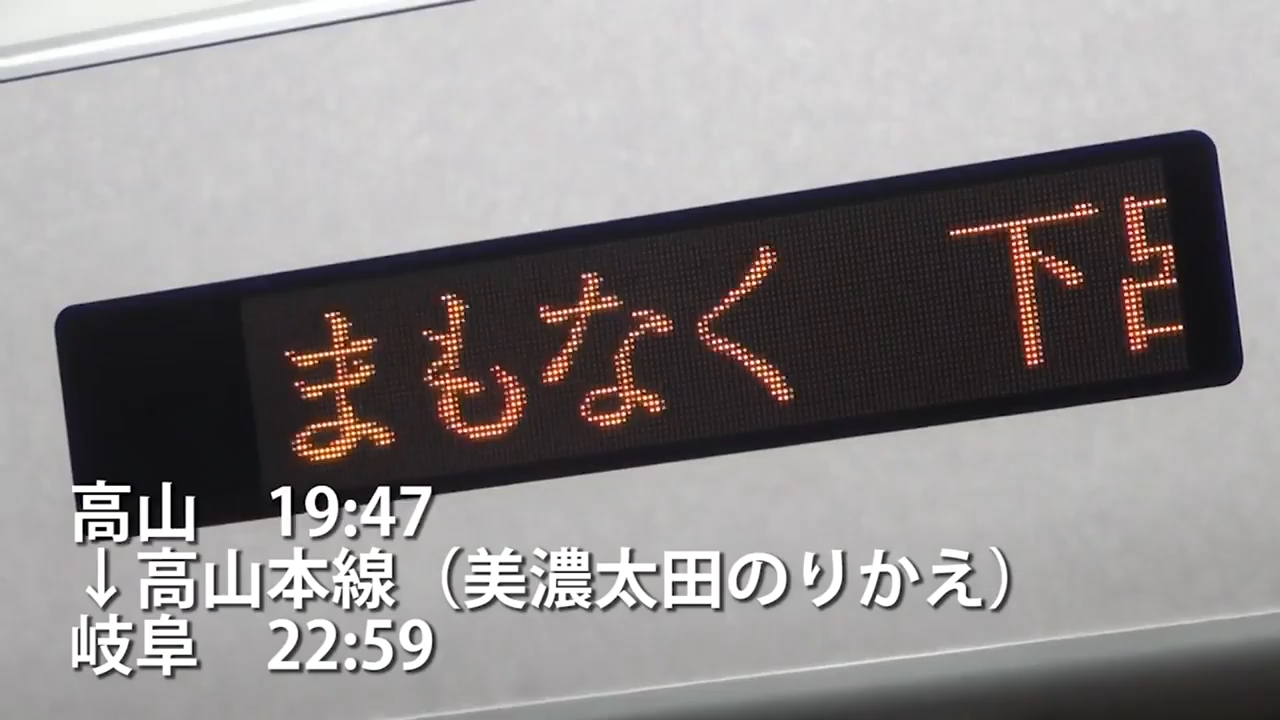 まもなく 下
高山 19:47
↓高山本線（美濃太田のりかえ）
岐阜 22:59